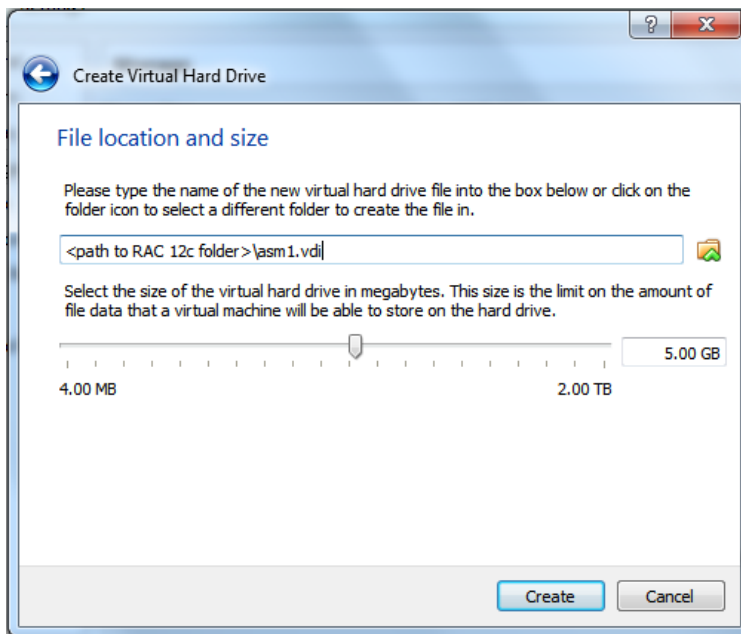 Create Virtual Hard Drive
File location and size
Please type the name of the new virtual hard drive file into the box below or click on the
folder icon to select a different folder to create the file in.
<path to RAC 12c folder>\asm1.vdi
Select the size of the virtual hard drive in megabytes. This size is the limit on the amount of
file data that a virtual machine will be able to store on the hard drive.
5.00 GB
4.00 MB 2.00 TB
Create Cancel